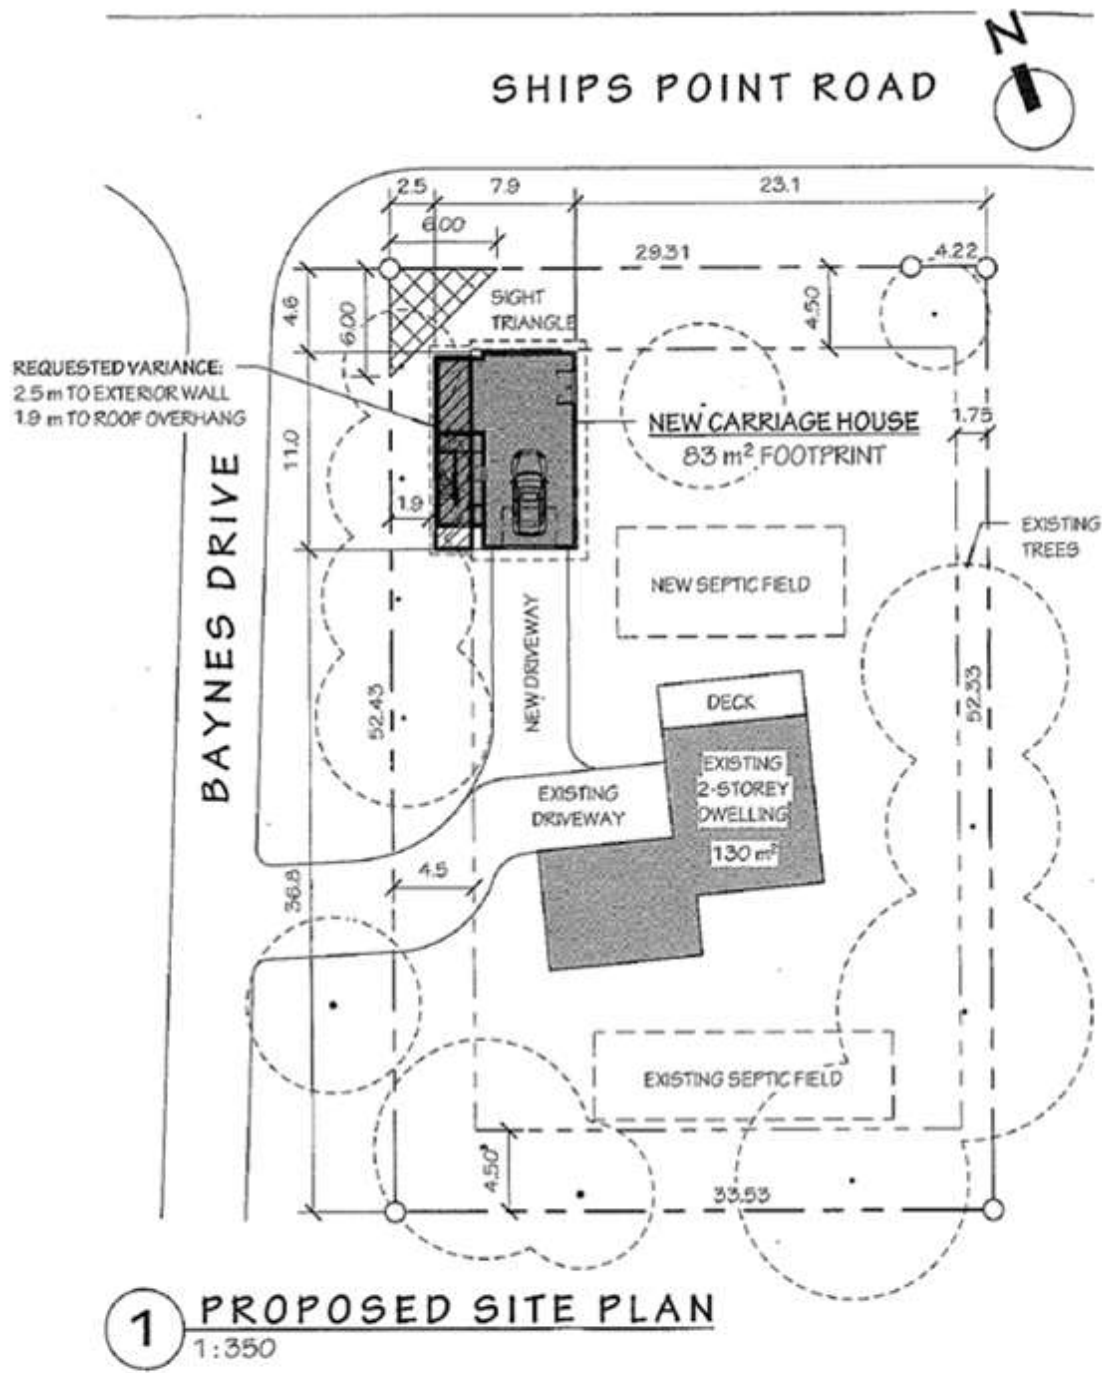 N
SHIPS POINT ROAD
2.5
7.9
23.1
6.00
29.31
4.22
SIGHT
TRIANGLE
4.6
6.00
4.50
REQUESTED VARIANCE:
2.5 m TO EXTERIOR WALL
1.9 m TO ROOF OVERHANG
NEW CARRIAGE HOUSE
83 m² FOOTPRINT
1.75
11.0
1.9
EXISTING
TREES
BAYNES DRIVE
NEW SEPTIC FIELD
NEW DRIVEWAY
52.43
52.33
DECK
EXISTING
2-STOREY
DWELLING
130 m²
EXISTING
DRIVEWAY
4.5
36.8
EXISTING SEPTIC FIELD
4.50
33.53
1 PROPOSED SITE PLAN
1:350